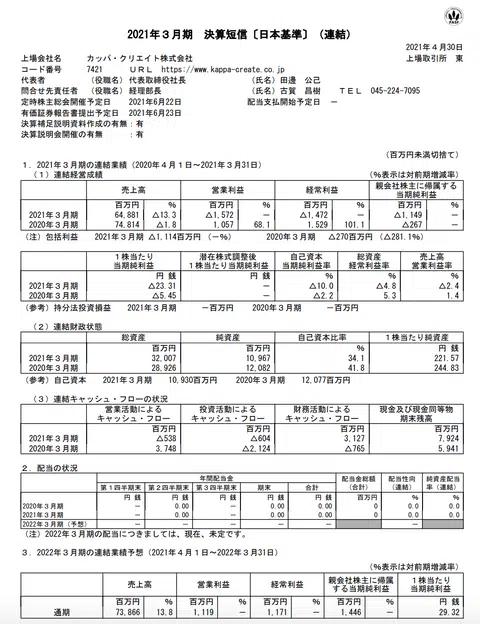 2021年3月期 決算短信〔日本基準〕(連結)
2021年4月30日
上場会社名 カッパ・クリエイト株式会社 上場取引所 東
コード番号 7421 URL https://www.kappa-create.co.jp
代表者 (役職名) 代表取締役社長 (氏名) 田邊 公己
問合せ先責任者 (役職名) 経理部長 (氏名) 古賀 昌樹 TEL 045-224-7095
定時株主総会開催予定日 2021年6月22日 配当支払開始予定日 -
有価証券報告書提出予定日 2021年6月23日
決算補足説明資料作成の有無:有
決算説明会開催の有無 :有
(百万円未満切捨て)
1.2021年3月期の連結業績(2020年4月1日~2021年3月31日)
(1)連結経営成績 (%表示は対前期増減率)
売上高 営業利益 経常利益 親会社株主に帰属する当期純利益
百万円 % 百万円 % 百万円 % 百万円 %
2021年3月期 64,881 △13.3 △1,572 - △1,472 - △1,149 -
2020年3月期 74,814 △1.8 1,057 68.1 1,529 101.1 △267 -
(注)包括利益 2021年3月期 △1,114百万円 (-%) 2020年3月期 △270百万円 (△281.1%)
1株当たり当期純利益 潜在株式調整後1株当たり当期純利益 自己資本当期純利益率 総資産経常利益率 売上高営業利益率
円 銭 円 銭 % % %
2021年3月期 △23.31 - △10.0 △4.8 △2.4
2020年3月期 △5.45 - △2.2 5.3 1.4
(参考)持分法投資損益 2021年3月期 -百万円 2020年3月期 -百万円
(2)連結財政状態
総資産 純資産 自己資本比率 1株当たり純資産
百万円 百万円 % 円 銭
2021年3月期 32,007 10,967 34.1 221.57
2020年3月期 28,926 12,082 41.8 244.83
(参考)自己資本 2021年3月期 10,930百万円 2020年3月期 12,077百万円
(3)連結キャッシュ・フローの状況
営業活動によるキャッシュ・フロー 投資活動によるキャッシュ・フロー 財務活動によるキャッシュ・フロー 現金及び現金同等物期末残高
百万円 百万円 百万円 百万円
2021年3月期 △538 △604 3,127 7,924
2020年3月期 3,748 △2,124 △765 5,941
2.配当の状況
年間配当金 配当金総額(合計) 配当性向(連結) 純資産配当率(連結)
第1四半期末 第2四半期末 第3四半期末 期末 合計
円 銭 円 銭 円 銭 円 銭 円 銭 百万円 % %
2020年3月期 - 0.00 - 0.00 0.00 0 0.0 0.0
2021年3月期 - 0.00 - 0.00 0.00 0 0.0 0.0
2022年3月期(予想) - - - - - -
(注)2022年3月期の配当につきましては、現在、未定です。
3.2022年3月期の連結業績予想(2021年4月1日~2022年3月31日)
(%表示は対前期増減率)
売上高 営業利益 経常利益 親会社株主に帰属する当期純利益 1株当たり当期純利益
百万円 % 百万円 % 百万円 % 百万円 % 円 銭
通期 73,866 13.8 1,119 - 1,171 - 1,446 - 29.32